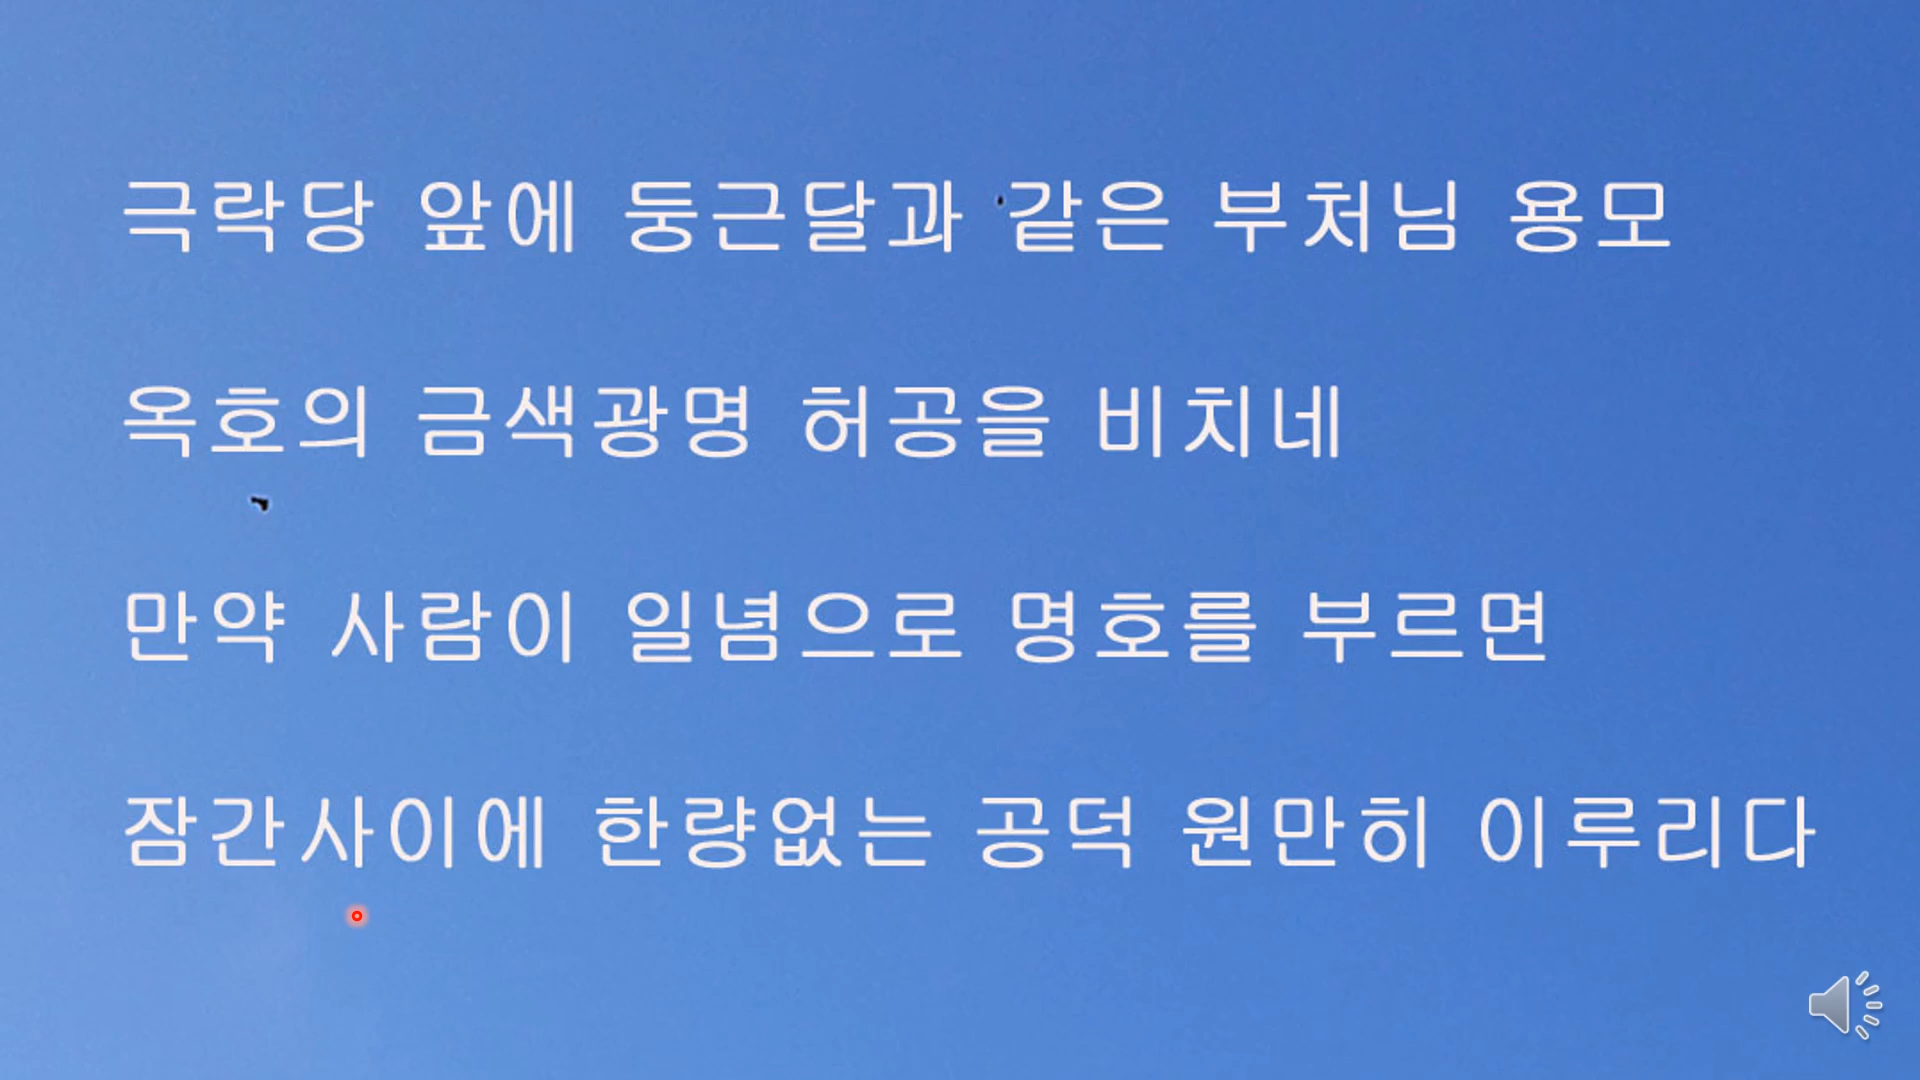 극락당 앞에 둥근달과 같은 부처님 용모
옥호의 금색광명 허공을 비치네
만약 사람이 일념으로 명호를 부르면
잠간사이에 한량없는 공덕 원만히 이루리다